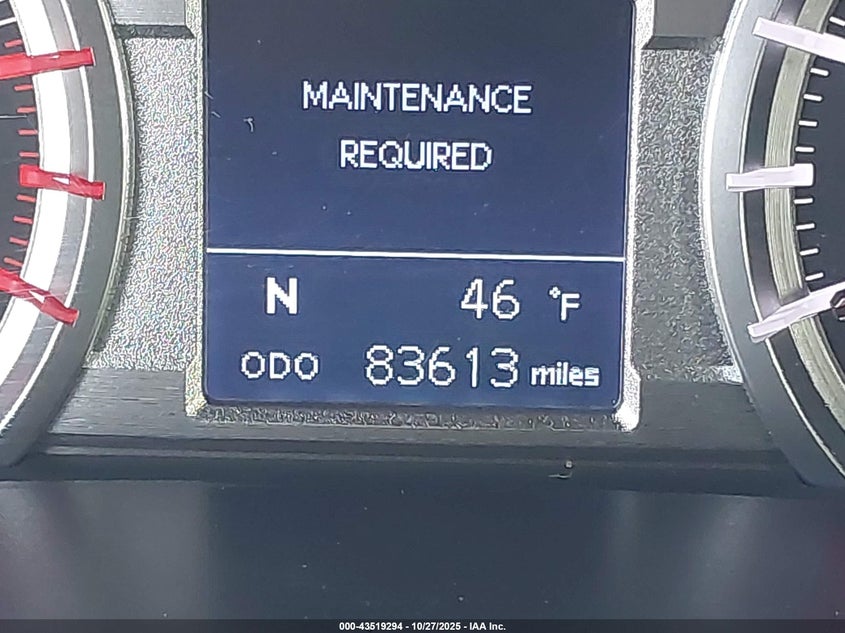 MAINTENANCE
REQUIRED
N 46 °F
ODO 83613 miles
000-43519294 - 10/27/2025 - IAA Inc.